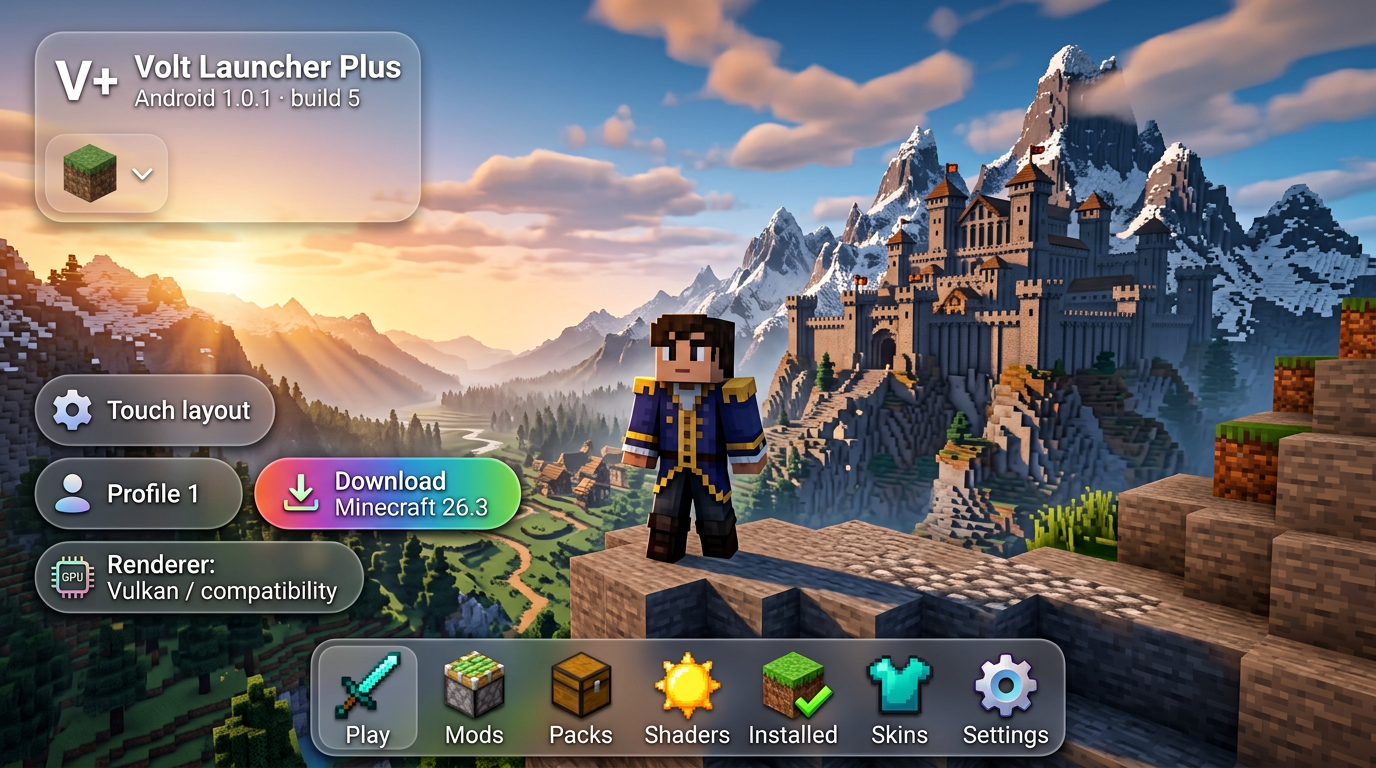 V+
Volt Launcher Plus
Android 1.0.1 · build 5
Touch layout
Profile 1
Download
Minecraft 26.3
GPU
Renderer:
Vulkan / compatibility
Play
Mods
Packs
Shaders
Installed
Skins
Settings